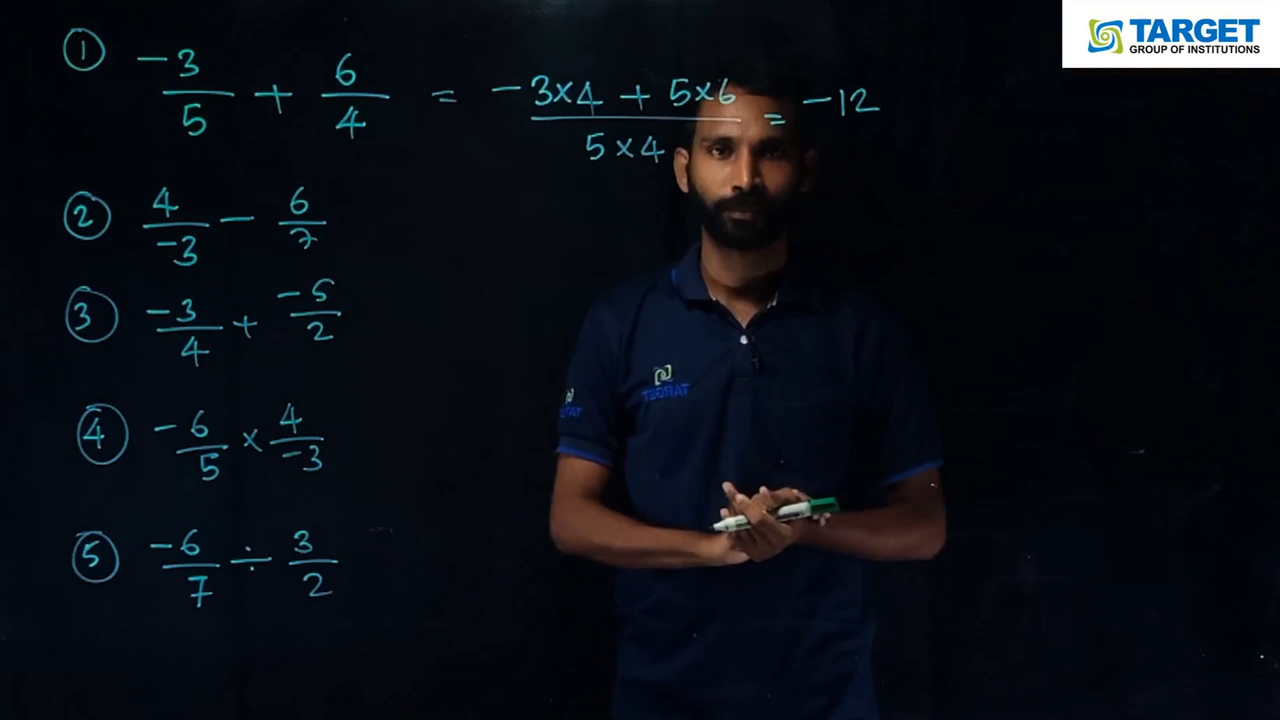 TARGET
GROUP OF INSTITUTIONS
① -3/5 + 6/4 = -3×4 + 5×6 / 5×4 = -12
② 4/-3 - 6/7
③ -3/4 + -5/2
④ -6/5 × 4/-3
⑤ -6/7 ÷ 3/2
TARGET